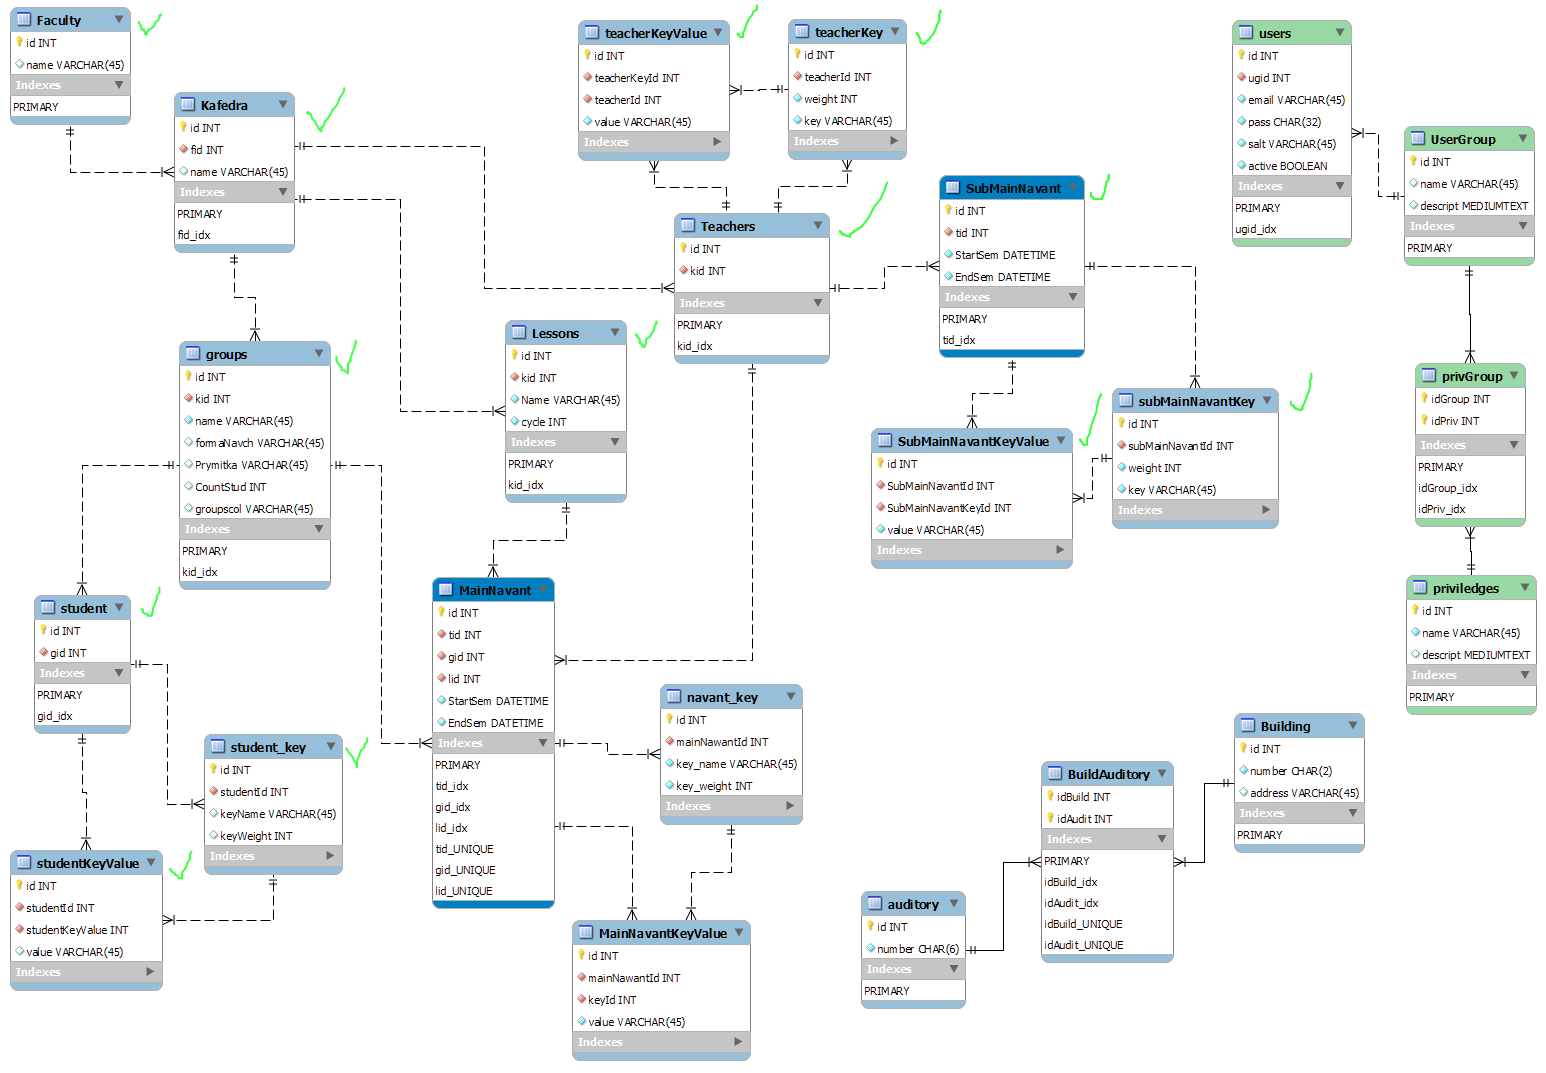 Faculty
id INT
name VARCHAR(45)
Indexes
PRIMARY
Kafedra
id INT
fid INT
name VARCHAR(45)
Indexes
PRIMARY
fid_idx
teacherKeyValue
id INT
teacherKeyId INT
teacherId INT
value VARCHAR(45)
Indexes
teacherKey
id INT
teacherId INT
weight INT
key VARCHAR(45)
Indexes
users
id INT
ugid INT
email VARCHAR(45)
pass CHAR(32)
salt VARCHAR(45)
active BOOLEAN
Indexes
PRIMARY
ugid_idx
UserGroup
id INT
name VARCHAR(45)
descript MEDIUMTEXT
Indexes
PRIMARY
SubMainNavant
id INT
tid INT
StartSem DATETIME
EndSem DATETIME
Indexes
PRIMARY
tid_idx
Teachers
id INT
kid INT
Indexes
PRIMARY
kid_idx
Lessons
id INT
kid INT
Name VARCHAR(45)
cycle INT
Indexes
PRIMARY
kid_idx
groups
id INT
kid INT
name VARCHAR(45)
formaNavch VARCHAR(45)
Prymitka VARCHAR(45)
CountStud INT
groupscol VARCHAR(45)
Indexes
PRIMARY
kid_idx
privGroup
idGroup INT
idPriv INT
Indexes
PRIMARY
idGroup_idx
idPriv_idx
subMainNavantKey
id INT
subMainNavantId INT
weight INT
key VARCHAR(45)
Indexes
SubMainNavantKeyValue
id INT
SubMainNavantId INT
SubMainNavantKeyId INT
value VARCHAR(45)
Indexes
MainNavant
id INT
tid INT
gid INT
lid INT
StartSem DATETIME
EndSem DATETIME
Indexes
PRIMARY
tid_idx
gid_idx
lid_idx
tid_UNIQUE
gid_UNIQUE
lid_UNIQUE
student
id INT
gid INT
Indexes
PRIMARY
gid_idx
priviledges
id INT
name VARCHAR(45)
descript MEDIUMTEXT
Indexes
PRIMARY
navant_key
id INT
mainNawantId INT
key_name VARCHAR(45)
key_weight INT
Indexes
student_key
id INT
studentId INT
keyName VARCHAR(45)
keyWeight INT
Indexes
Building
id INT
number CHAR(2)
address VARCHAR(45)
Indexes
PRIMARY
BuildAuditory
idBuild INT
idAudit INT
Indexes
PRIMARY
idBuild_idx
idAudit_idx
idBuild_UNIQUE
idAudit_UNIQUE
studentKeyValue
id INT
studentId INT
studentKeyValue INT
value VARCHAR(45)
Indexes
auditory
id INT
number CHAR(6)
Indexes
PRIMARY
MainNavantKeyValue
id INT
mainNawantId INT
keyId INT
value VARCHAR(45)
Indexes